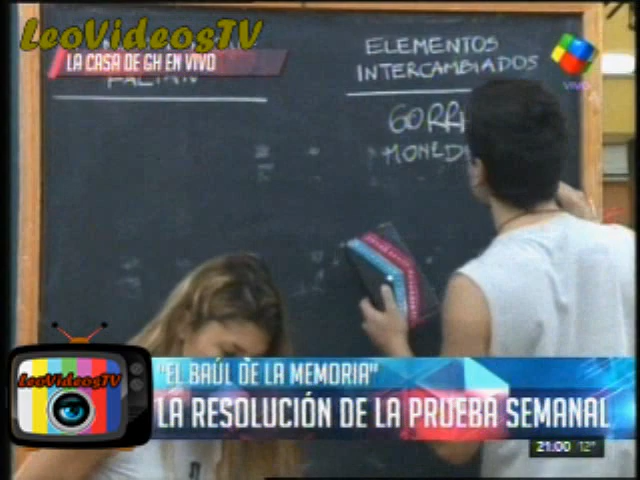 LeoVideosTV
LA CASA DE GH EN VIVO
FALTAN
ELEMENTOS
INTERCAMBIADOS
VIVO
GORR
MONED
LeoVideosTV
"EL BAÚL DE LA MEMORIA"
LA RESOLUCIÓN DE LA PRUEBA SEMANAL
21:00 12°